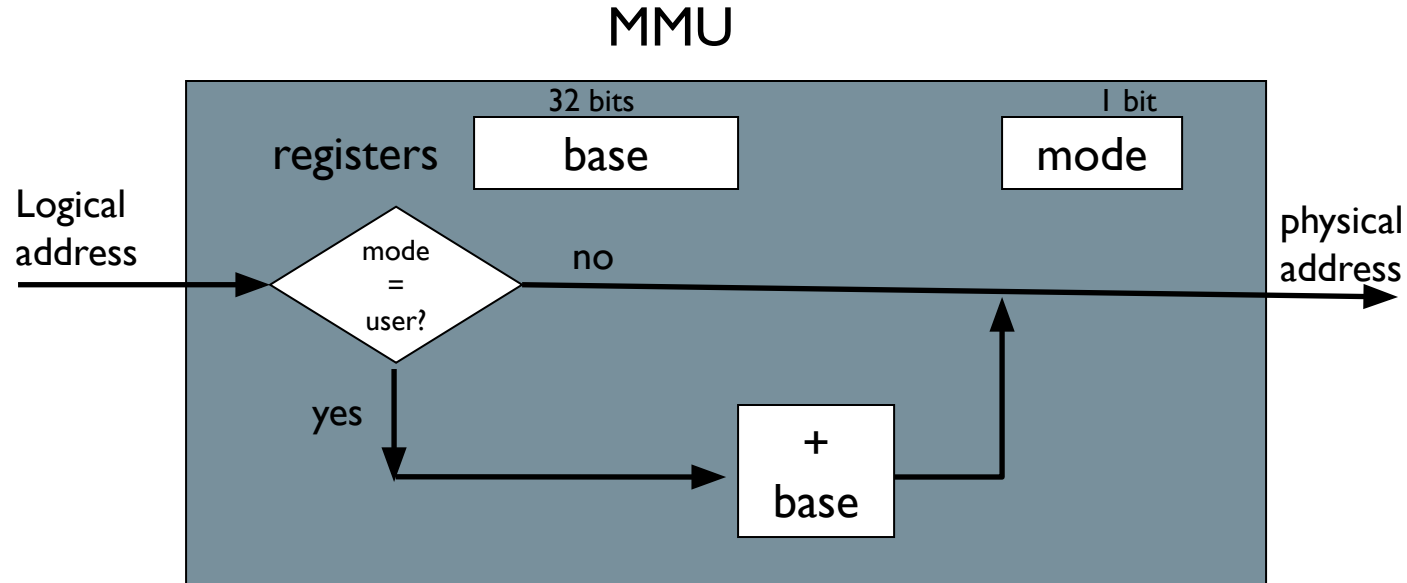 MMU
32 bits
1 bit
registers
base
mode
Logical
address
mode
=
user?
no
physical
address
yes
+
base